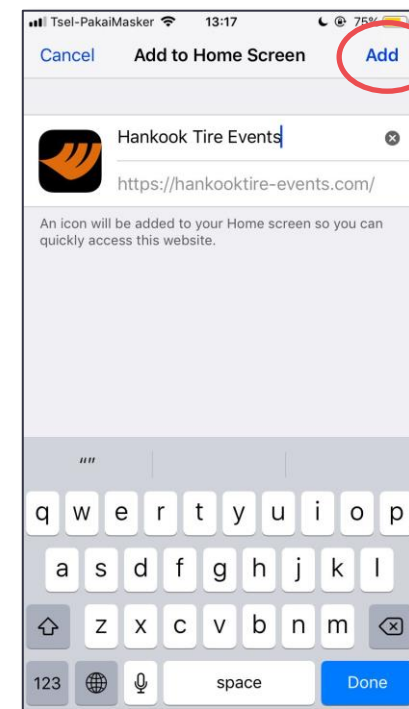 Tsel-PakaiMasker 13:17 75%
Cancel Add to Home Screen Add
Hankook Tire Events
https://hankooktire-events.com/
An icon will be added to your Home screen so you can
quickly access this website.
“”
q w e r t y u i o p
a s d f g h j k l
z x c v b n m
123 space Done